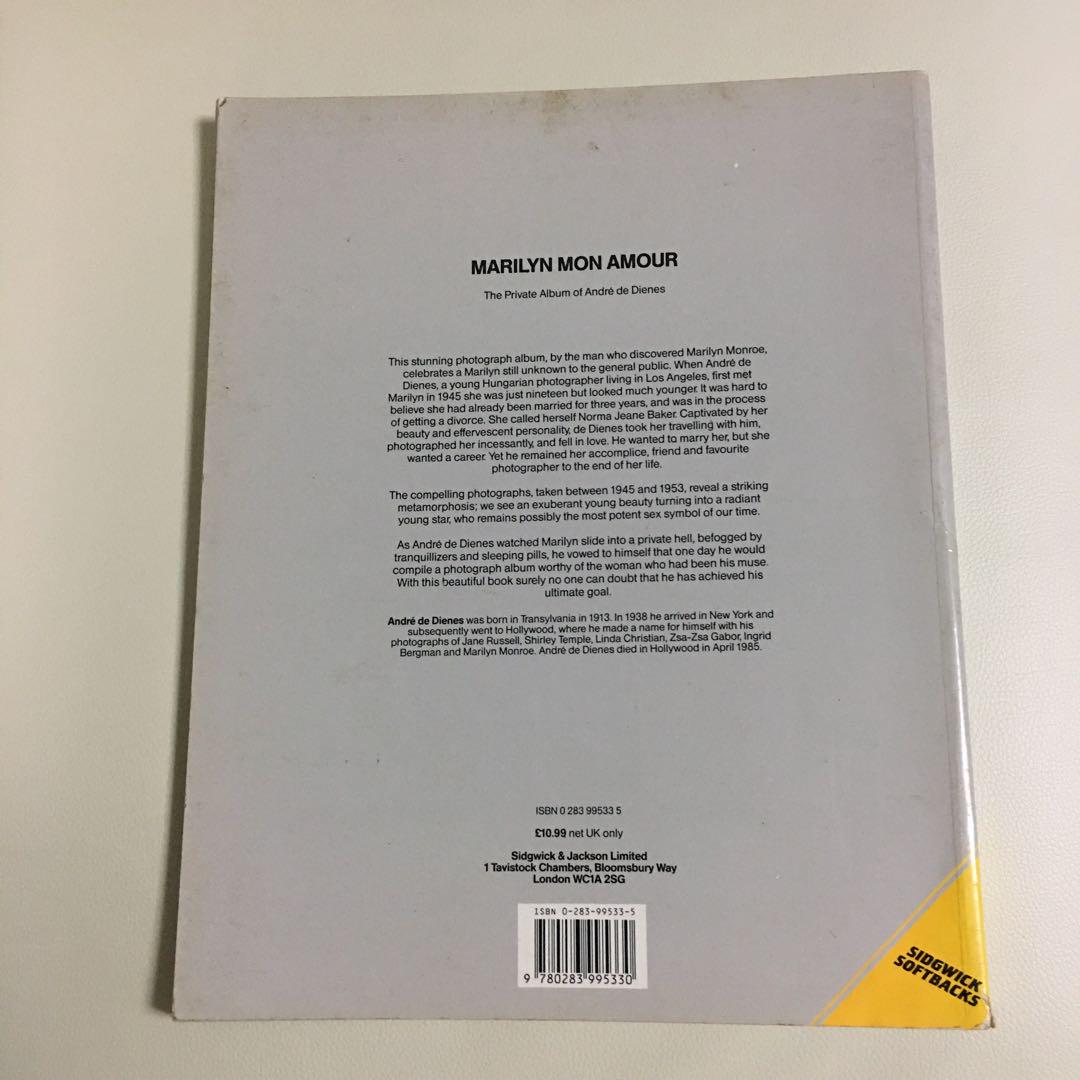 MARILYN MON AMOUR
The Private Album of André de Dienes
This stunning photograph album, by the man who discovered Marilyn Monroe,
celebrates a Marilyn still unknown to the general public. When André de
Dienes, a young Hungarian photographer living in Los Angeles, first met
Marilyn in 1945 she was just nineteen but looked much younger. It was hard to
believe she had already been married for three years, and was in the process
of getting a divorce. She called herself Norma Jeane Baker. Captivated by her
beauty and effervescent personality, de Dienes took her travelling with him,
photographed her incessantly, and fell in love. He wanted to marry her, but she
wanted a career. Yet he remained her accomplice, friend and favourite
photographer to the end of her life.
The compelling photographs, taken between 1945 and 1953, reveal a striking
metamorphosis; we see an exuberant young beauty turning into a radiant
young star, who remains possibly the most potent sex symbol of our time.
As André de Dienes watched Marilyn slide into a private hell, befogged by
tranquillizers and sleeping pills, he vowed to himself that one day he would
compile a photograph album worthy of the woman who had been his muse.
With this beautiful book surely no one can doubt that he has achieved his
ultimate goal.
André de Dienes was born in Transylvania in 1913. In 1938 he arrived in New York and
subsequently went to Hollywood, where he made a name for himself with his
photographs of Jane Russell, Shirley Temple, Linda Christian, Zsa-Zsa Gabor, Ingrid
Bergman and Marilyn Monroe. André de Dienes died in Hollywood in April 1985.
ISBN 0 283 99533 5
£10.99 net UK only
Sidgwick & Jackson Limited
1 Tavistock Chambers, Bloomsbury Way
London WC1A 2SG
ISBN 0-283-99533-5
9 780283 995330
SIDGWICK
SOFTBACKS